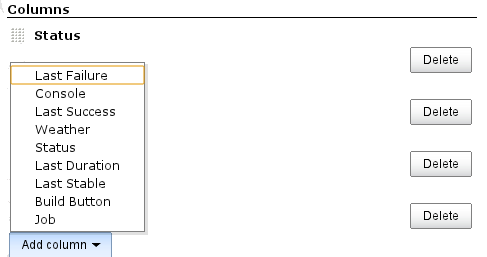 Columns
Status
Delete
Last Failure
Console
Last Success
Delete
Weather
Status
Last Duration
Delete
Last Stable
Build Button
Job
Delete
Add column